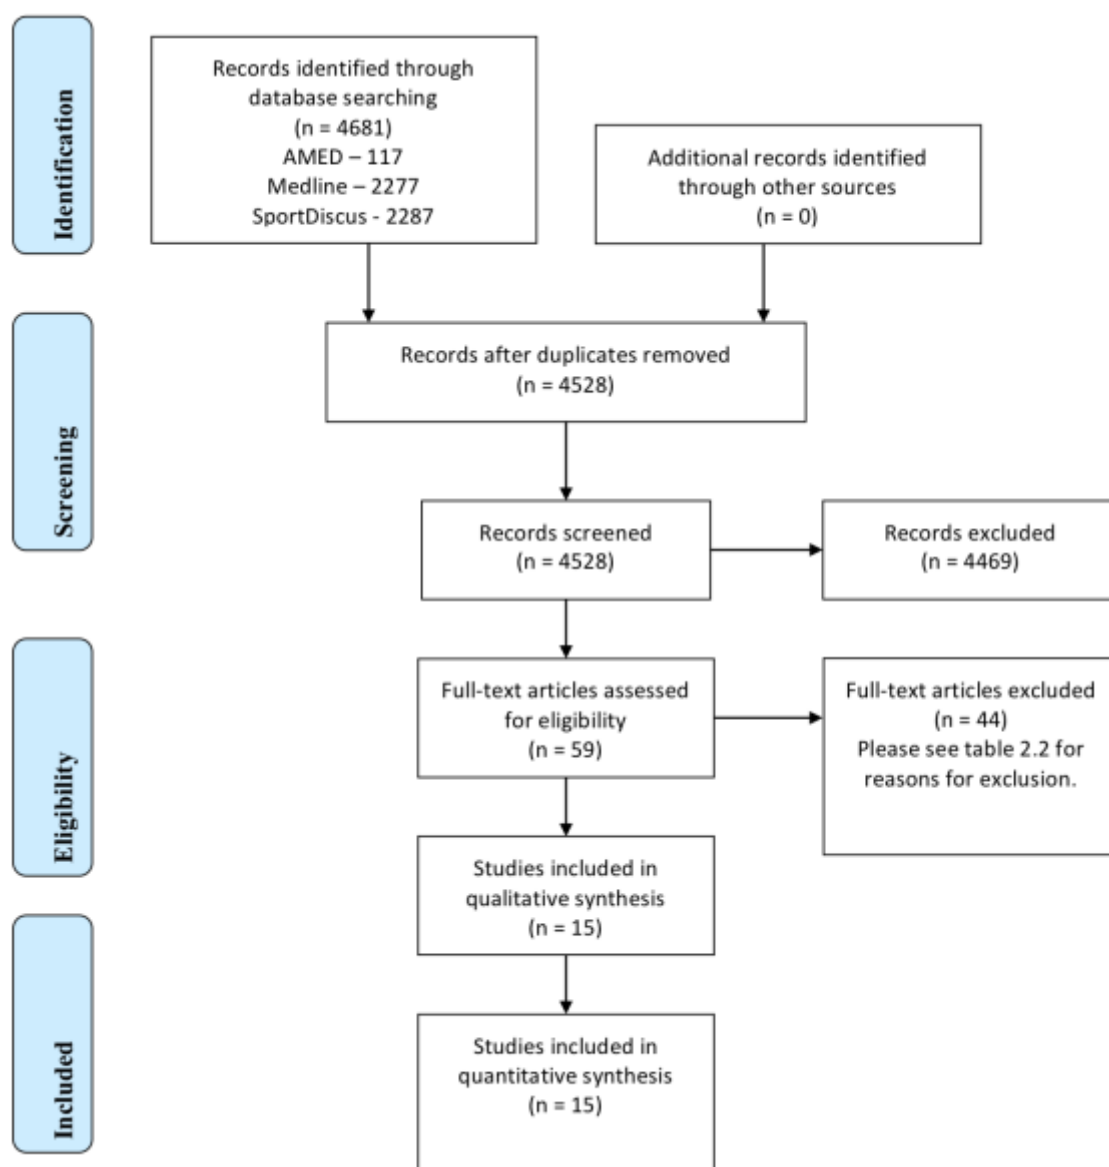 Identification
Records identified through
database searching
(n = 4681)
AMED – 117
Medline – 2277
SportDiscus - 2287
Additional records identified
through other sources
(n = 0)
Screening
Records after duplicates removed
(n = 4528)
Records screened
(n = 4528)
Records excluded
(n = 4469)
Eligibility
Full-text articles assessed
for eligibility
(n = 59)
Full-text articles excluded
(n = 44)
Please see table 2.2 for
reasons for exclusion.
Studies included in
qualitative synthesis
(n = 15)
Included
Studies included in
quantitative synthesis
(n = 15)